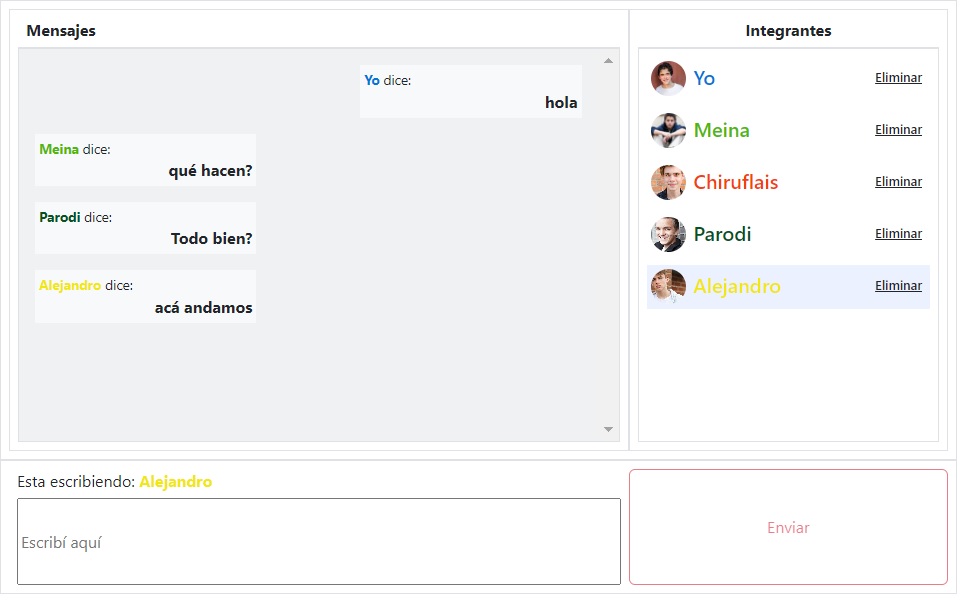 Mensajes
Yo dice:
hola
Meina dice:
qué hacen?
Parodi dice:
Todo bien?
Alejandro dice:
acá andamos
Integrantes
Yo Eliminar
Meina Eliminar
Chiruflais Eliminar
Parodi Eliminar
Alejandro Eliminar
Esta escribiendo: Alejandro
Escribí aquí
Enviar